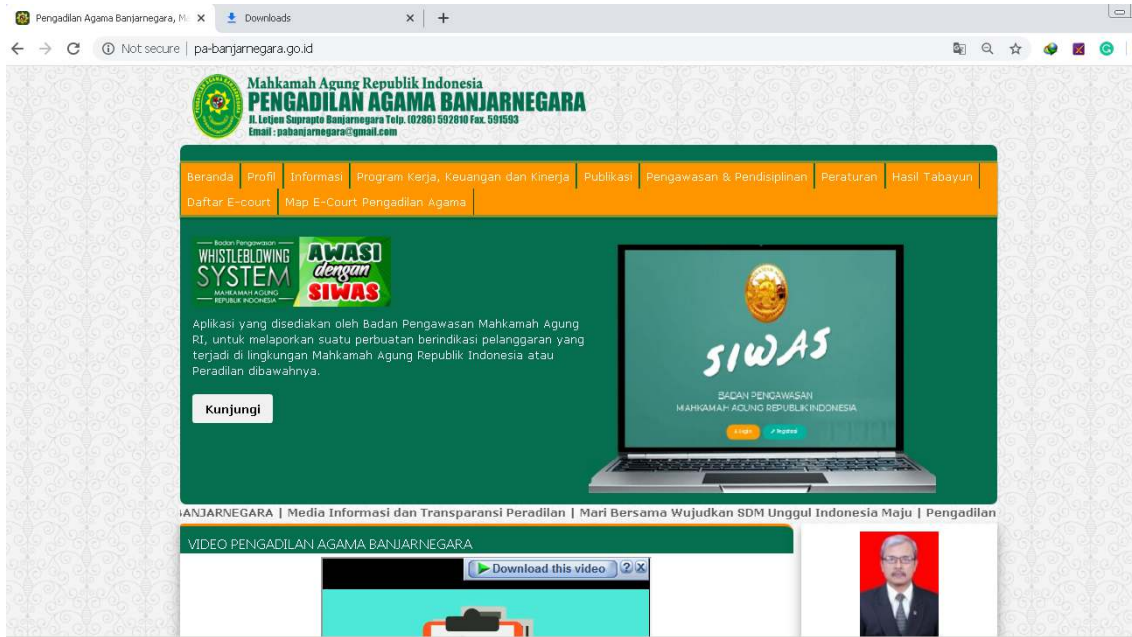 Pengadilan Agama Banjarnegara, M
Downloads
Not secure | pa-banjarnegara.go.id
Mahkamah Agung Republik Indonesia
PENGADILAN AGAMA BANJARNEGARA
Jl. Letjen Suprapto Banjarnegara Telp. (0286) 592810 Fax. 591593
Email : pabanjarnegara@gmail.com
Beranda Profil Informasi Program Kerja, Keuangan dan Kinerja Publikasi Pengawasan & Pendisiplinan Peraturan Hasil Tabayun
Daftar E-court Map E-Court Pengadilan Agama
Badan Pengawasan
WHISTLEBLOWING
SYSTEM
MAHKAMAH AGUNG
REPUBLIK INDONESIA
AWASI
dengan
SIWAS
Aplikasi yang disediakan oleh Badan Pengawasan Mahkamah Agung
RI, untuk melaporkan suatu perbuatan berindikasi pelanggaran yang
terjadi di lingkungan Mahkamah Agung Republik Indonesia atau
Peradilan dibawahnya.
Kunjungi
SIWAS
BADAN PENGAWASAN
MAHKAMAH AGUNG REPUBLIK INDONESIA
BANJARNEGARA | Media Informasi dan Transparansi Peradilan | Mari Bersama Wujudkan SDM Unggul Indonesia Maju | Pengadilan
VIDEO PENGADILAN AGAMA BANJARNEGARA
Download this video